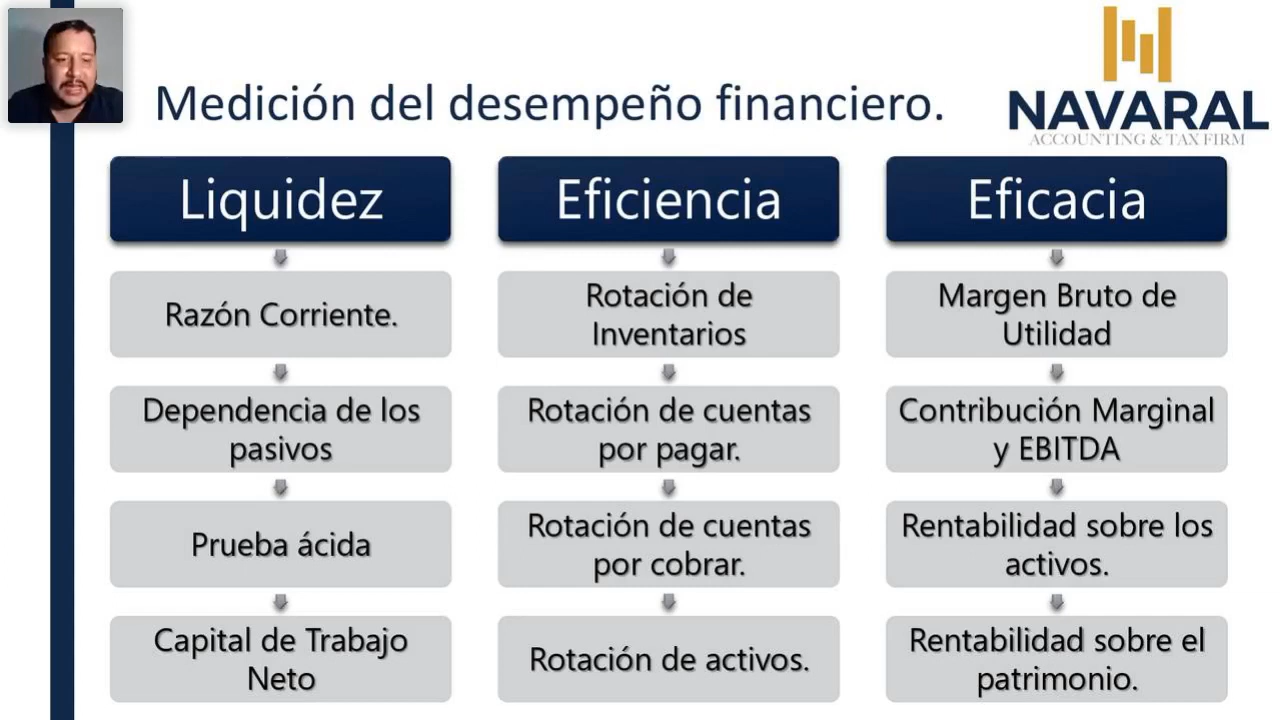 Medición del desempeño financiero.
NAVARAL
ACCOUNTING & TAX FIRM
Liquidez
Razón Corriente.
Dependencia de los
pasivos
Prueba ácida
Capital de Trabajo
Neto
Eficiencia
Rotación de
Inventarios
Rotación de cuentas
por pagar.
Rotación de cuentas
por cobrar.
Rotación de activos.
Eficacia
Margen Bruto de
Utilidad
Contribución Marginal
y EBITDA
Rentabilidad sobre los
activos.
Rentabilidad sobre el
patrimonio.